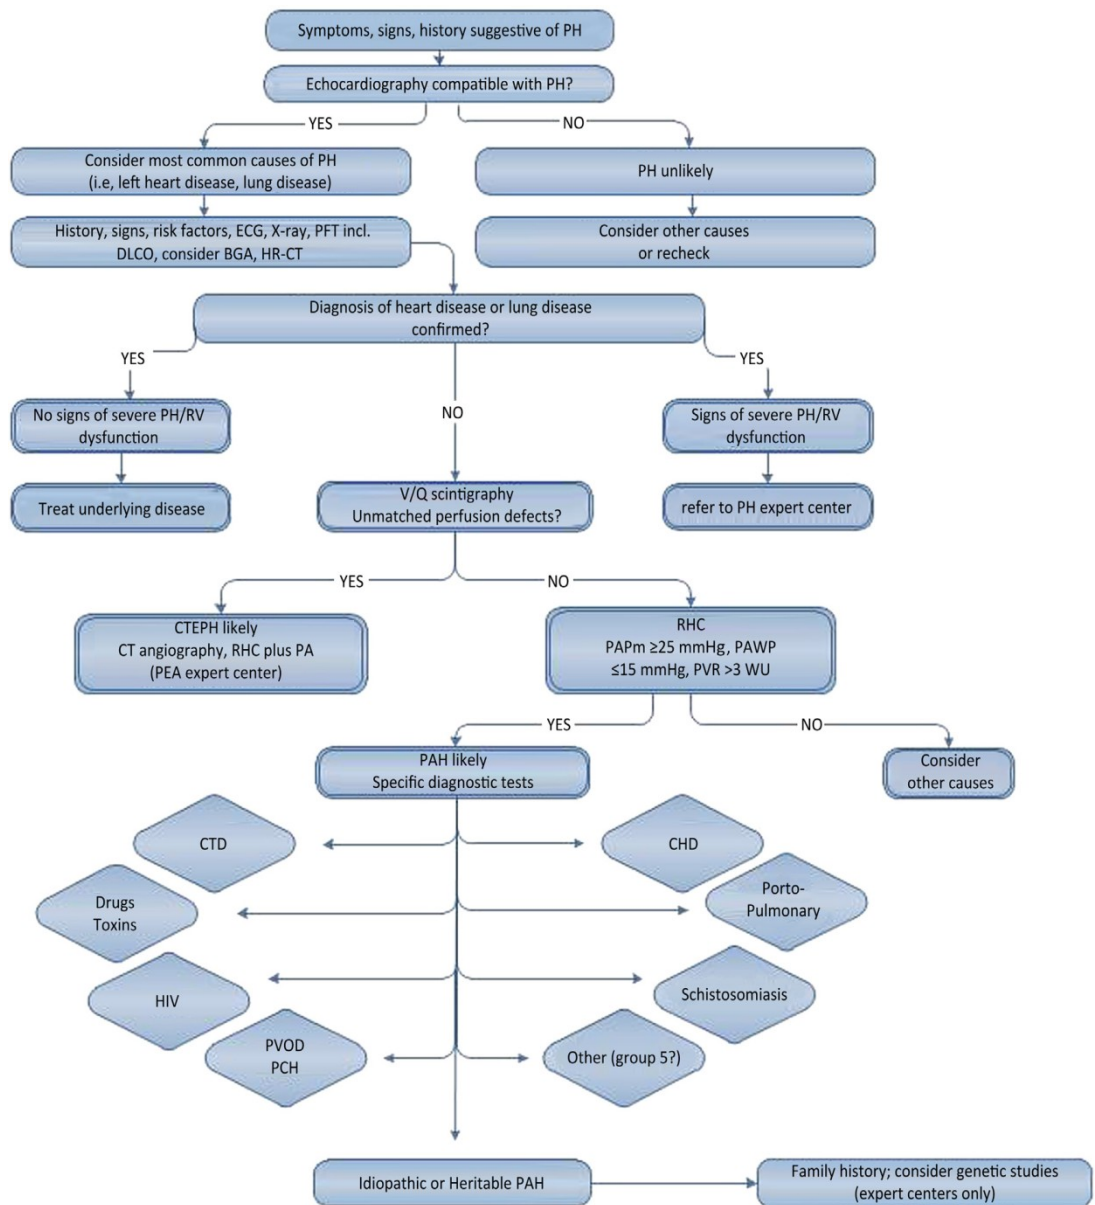 Symptoms, signs, history suggestive of PH
Echocardiography compatible with PH?
YES
NO
Consider most common causes of PH
(i.e, left heart disease, lung disease)
PH unlikely
History, signs, risk factors, ECG, X-ray, PFT incl.
DLCO, consider BGA, HR-CT
Consider other causes
or recheck
Diagnosis of heart disease or lung disease
confirmed?
YES
NO
YES
No signs of severe PH/RV
dysfunction
Signs of severe PH/RV
dysfunction
Treat underlying disease
V/Q scintigraphy
Unmatched perfusion defects?
refer to PH expert center
YES
NO
CTEPH likely
CT angiography, RHC plus PA
(PEA expert center)
RHC
PAPm ≥25 mmHg, PAWP
≤15 mmHg, PVR >3 WU
YES
NO
PAH likely
Specific diagnostic tests
Consider
other causes
CTD
CHD
Drugs
Toxins
Porto-
Pulmonary
HIV
Schistosomiasis
PVOD
PCH
Other (group 5?)
Idiopathic or Heritable PAH
Family history; consider genetic studies
(expert centers only)